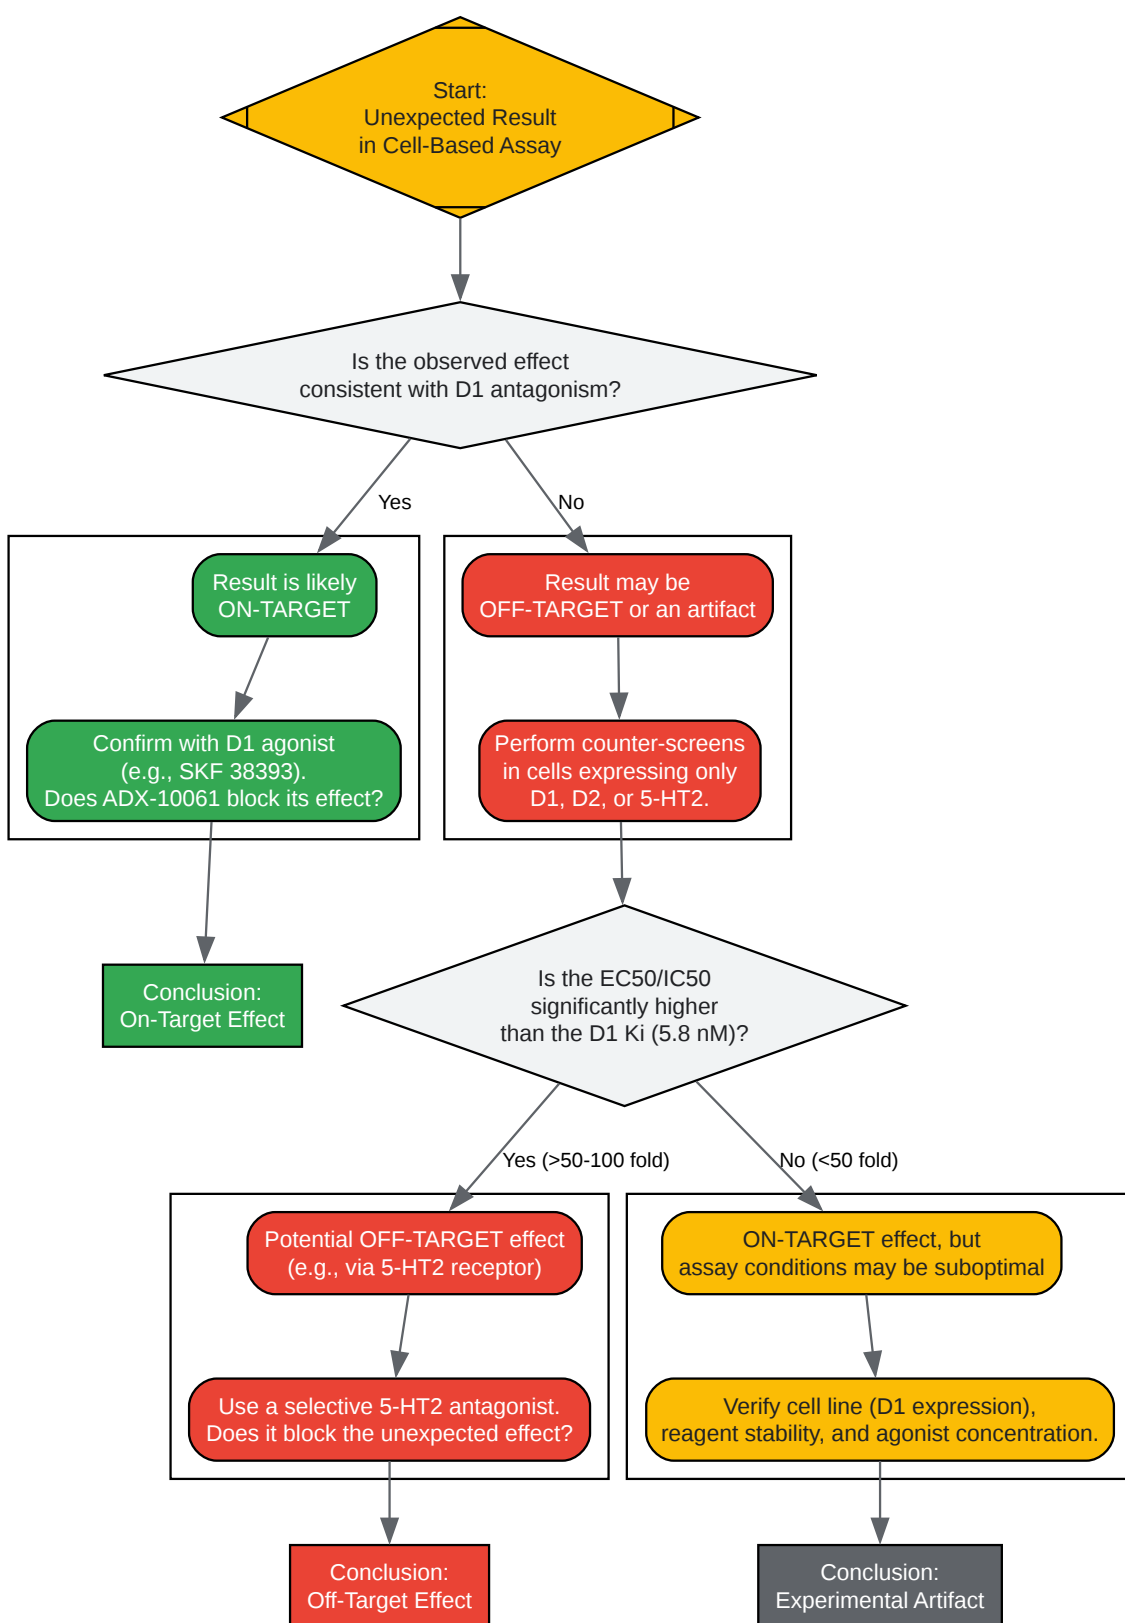 Start:
Unexpected Result
in Cell-Based Assay
Is the observed effect
consistent with D1 antagonism?
Yes
No
Result is likely
ON-TARGET
Result may be
OFF-TARGET or an artifact
Confirm with D1 agonist
(e.g., SKF 38393).
Does ADX-10061 block its effect?
Perform counter-screens
in cells expressing only
D1, D2, or 5-HT2.
Conclusion:
On-Target Effect
Is the EC50/IC50
significantly higher
than the D1 Ki (5.8 nM)?
Yes (>50-100 fold)
No (<50 fold)
Potential OFF-TARGET effect
(e.g., via 5-HT2 receptor)
ON-TARGET effect, but
assay conditions may be suboptimal
Use a selective 5-HT2 antagonist.
Does it block the unexpected effect?
Verify cell line (D1 expression),
reagent stability, and agonist concentration.
Conclusion:
Off-Target Effect
Conclusion:
Experimental Artifact